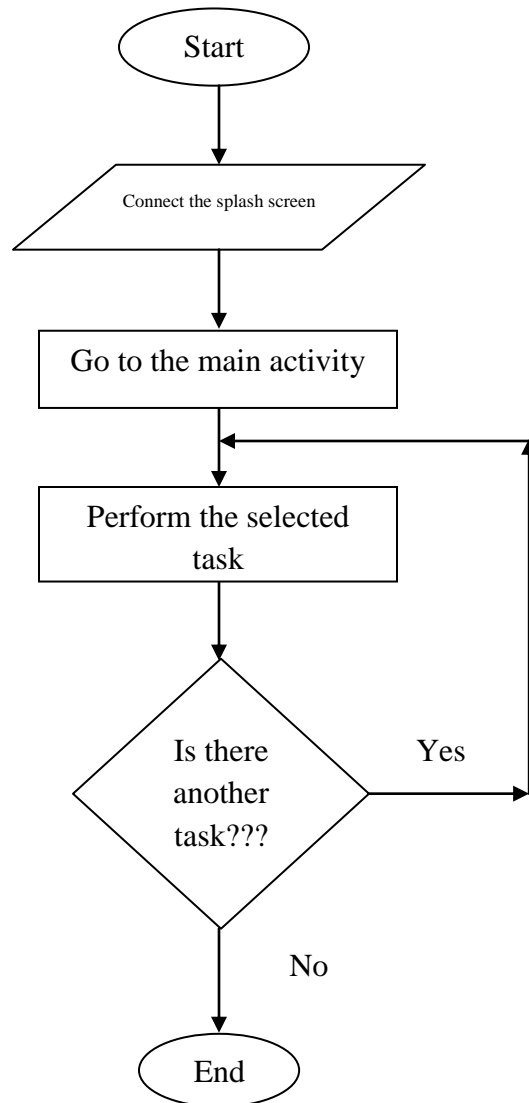 Start
Connect the splash screen
Go to the main activity
Perform the selected
task
Is there
another
task???
Yes
No
End